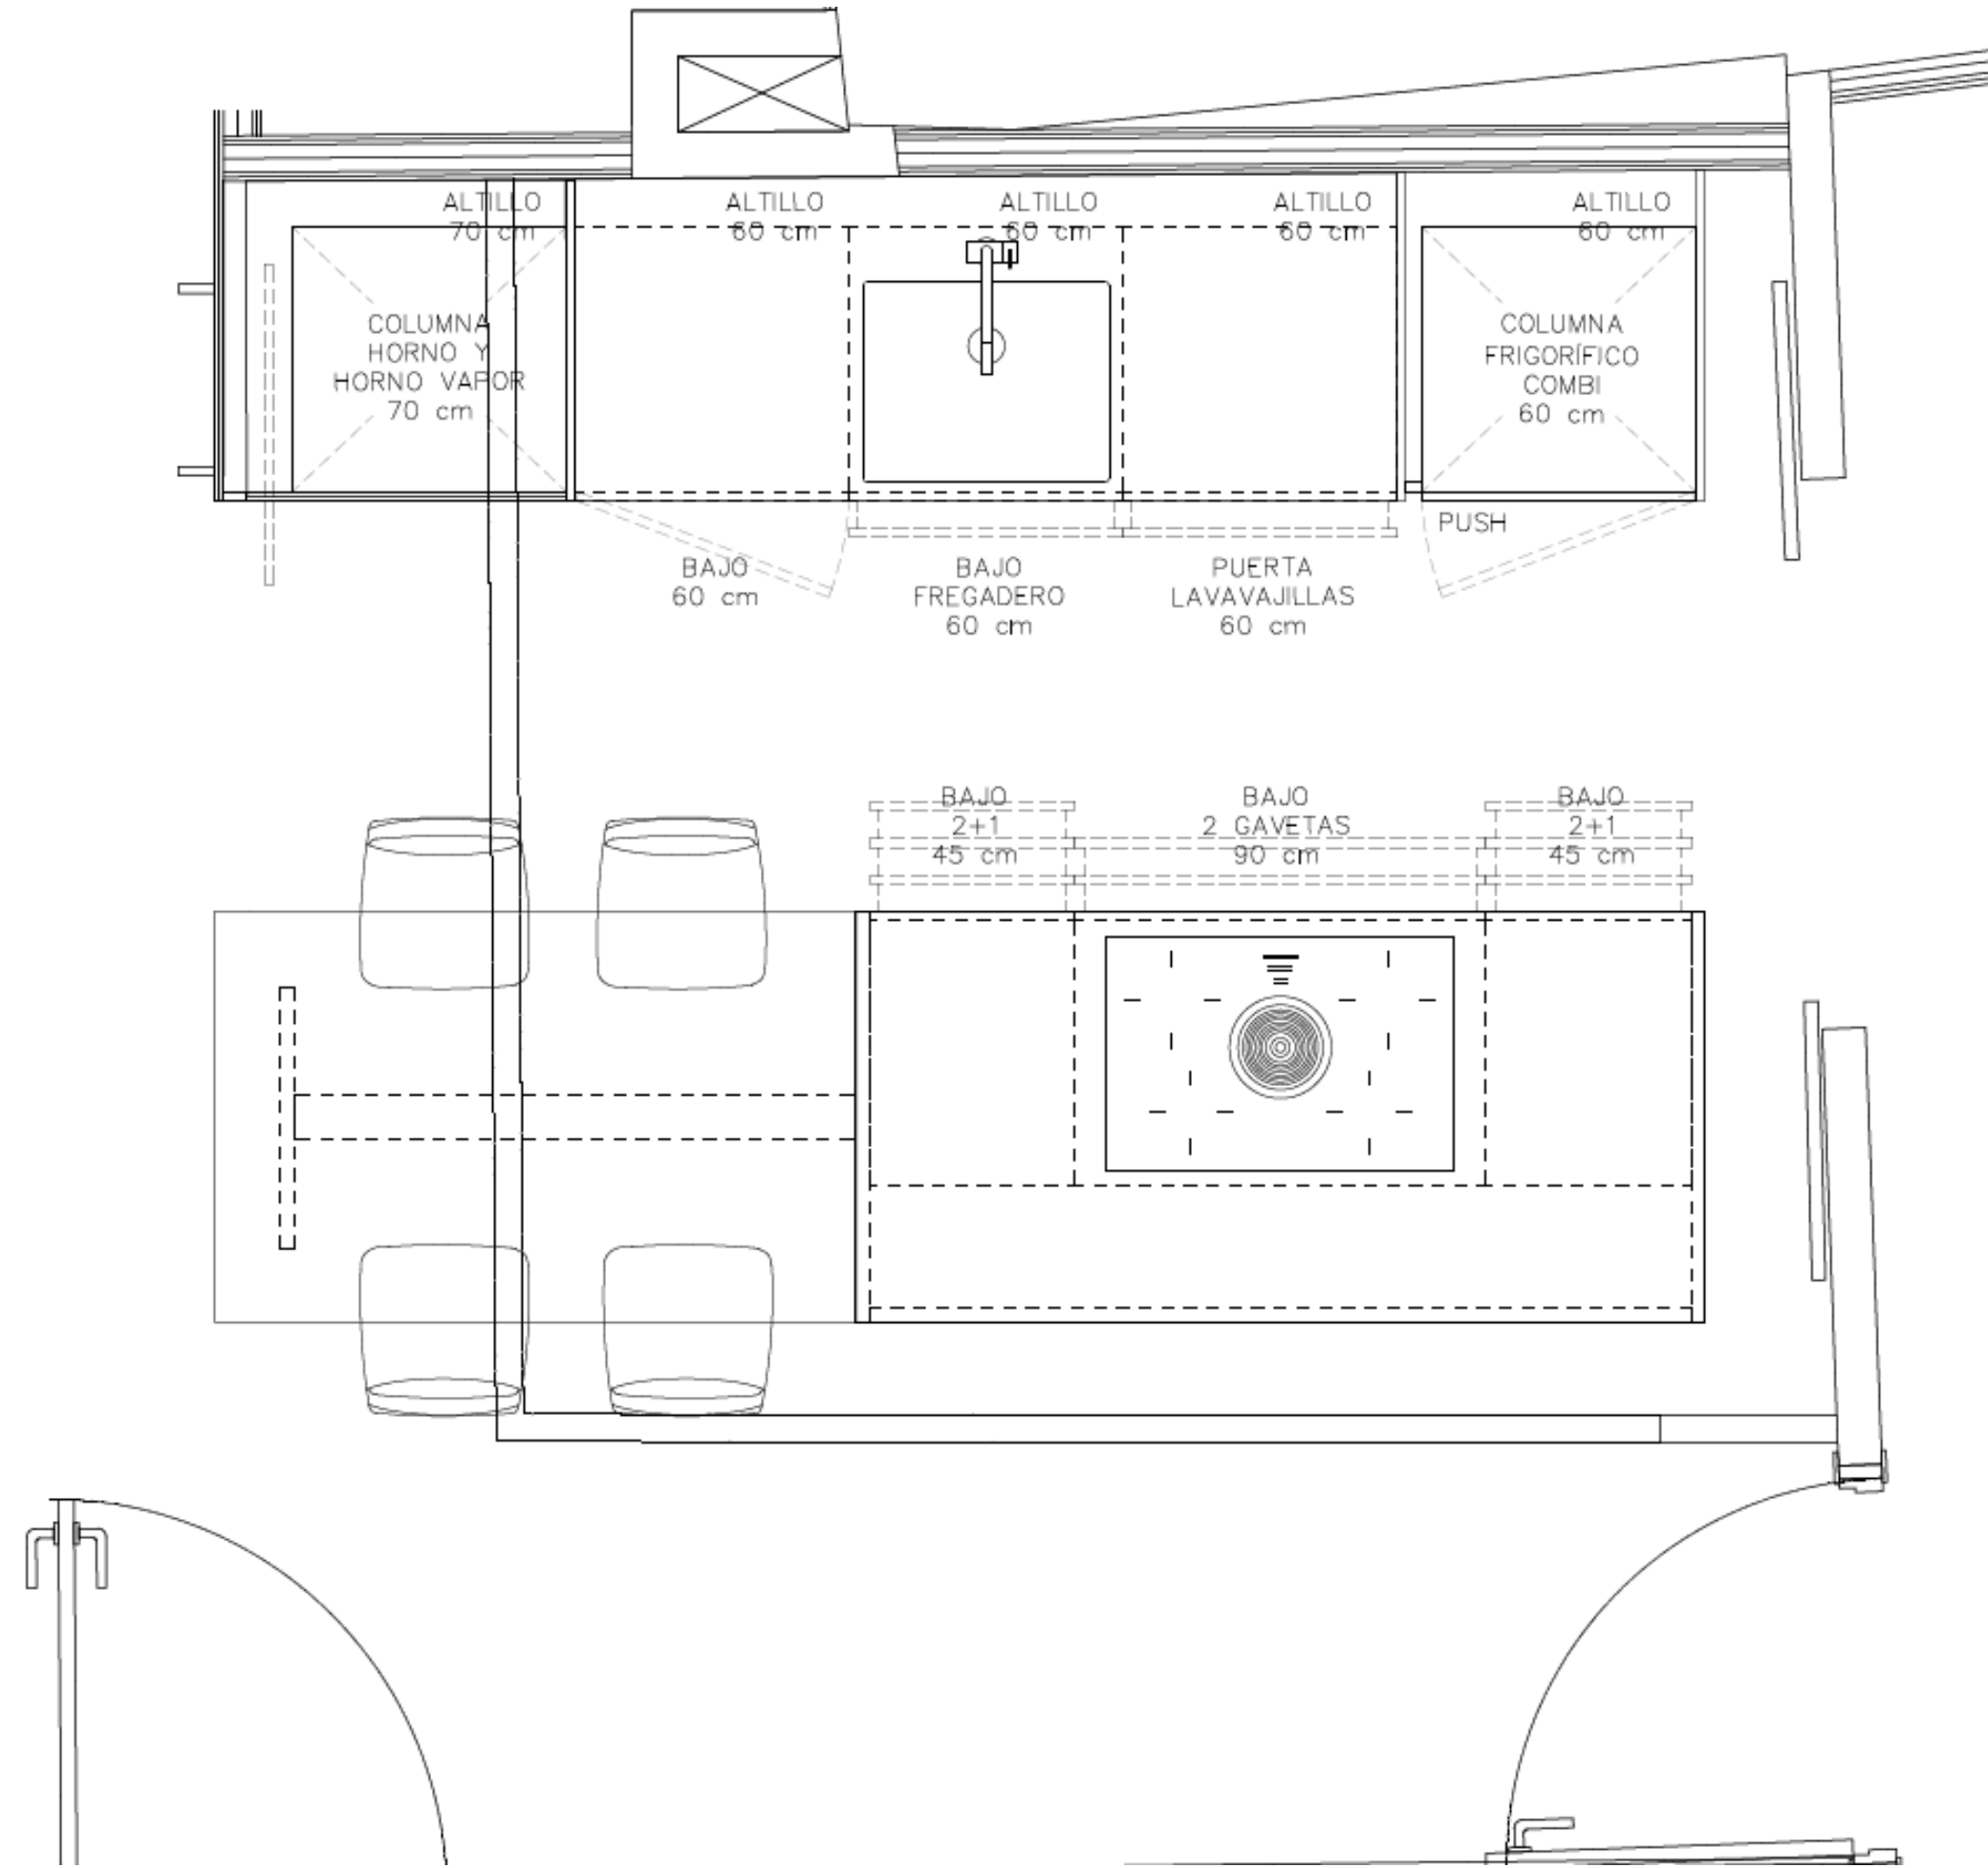 ALTILLO
70 cm
ALTILLO
60 cm
ALTILLO
60 cm
ALTILLO
60 cm
ALTILLO
60 cm
COLUMNA
HORNO Y
HORNO VAPOR
70 cm
COLUMNA
FRIGORÍFICO
COMBI
60 cm
PUSH
BAJO
60 cm
BAJO
FREGADERO
60 cm
PUERTA
LAVAVAJILLAS
60 cm
BAJO
2+1
45 cm
BAJO
2 GAVETAS
90 cm
BAJO
2+1
45 cm